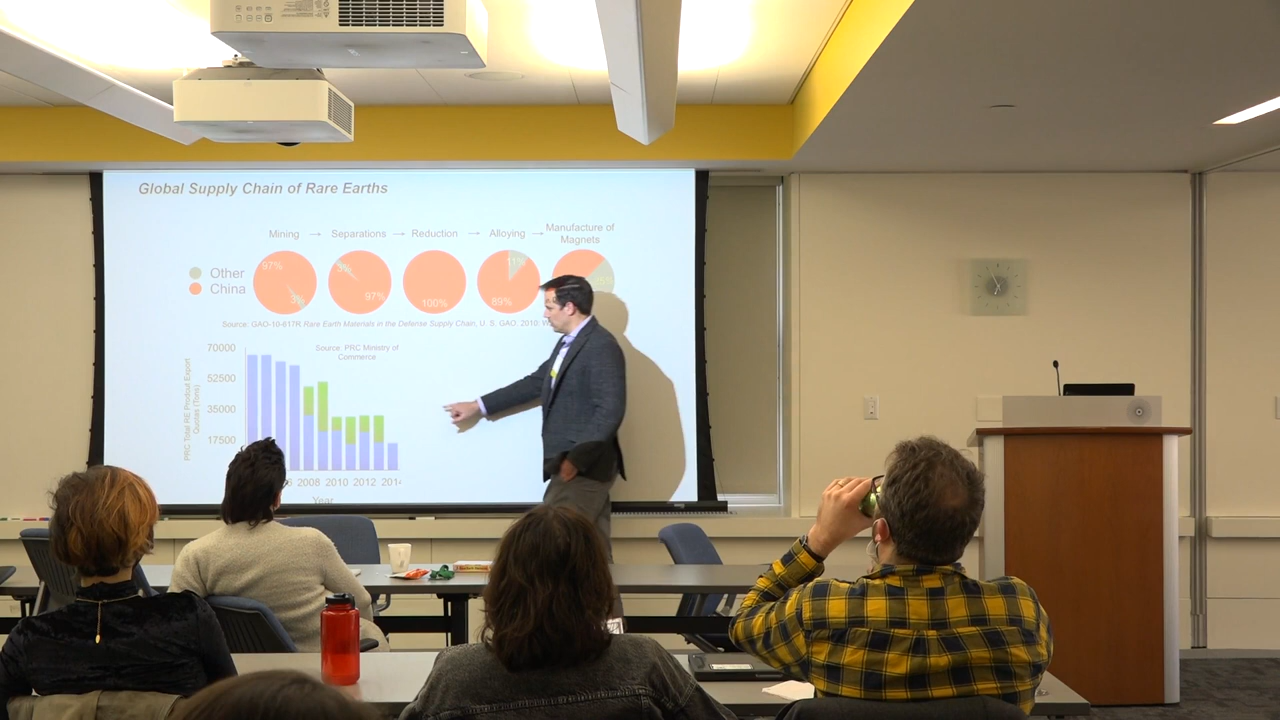 Global Supply Chain of Rare Earths
Mining → Separations → Reduction → Alloying → Manufacture of
Magnets
Other
China
97%
3%
3%
97%
100%
11%
89%
Source: GAO-10-817R Rare Earth Materials in the Defense Supply Chain, U. S. GAO. 2010.
Source: PRC Ministry of
Commerce
PRC Total RE Product Export
Quotas (Tons)
70000
52500
35000
17500
2008 2010 2012 2014
Year